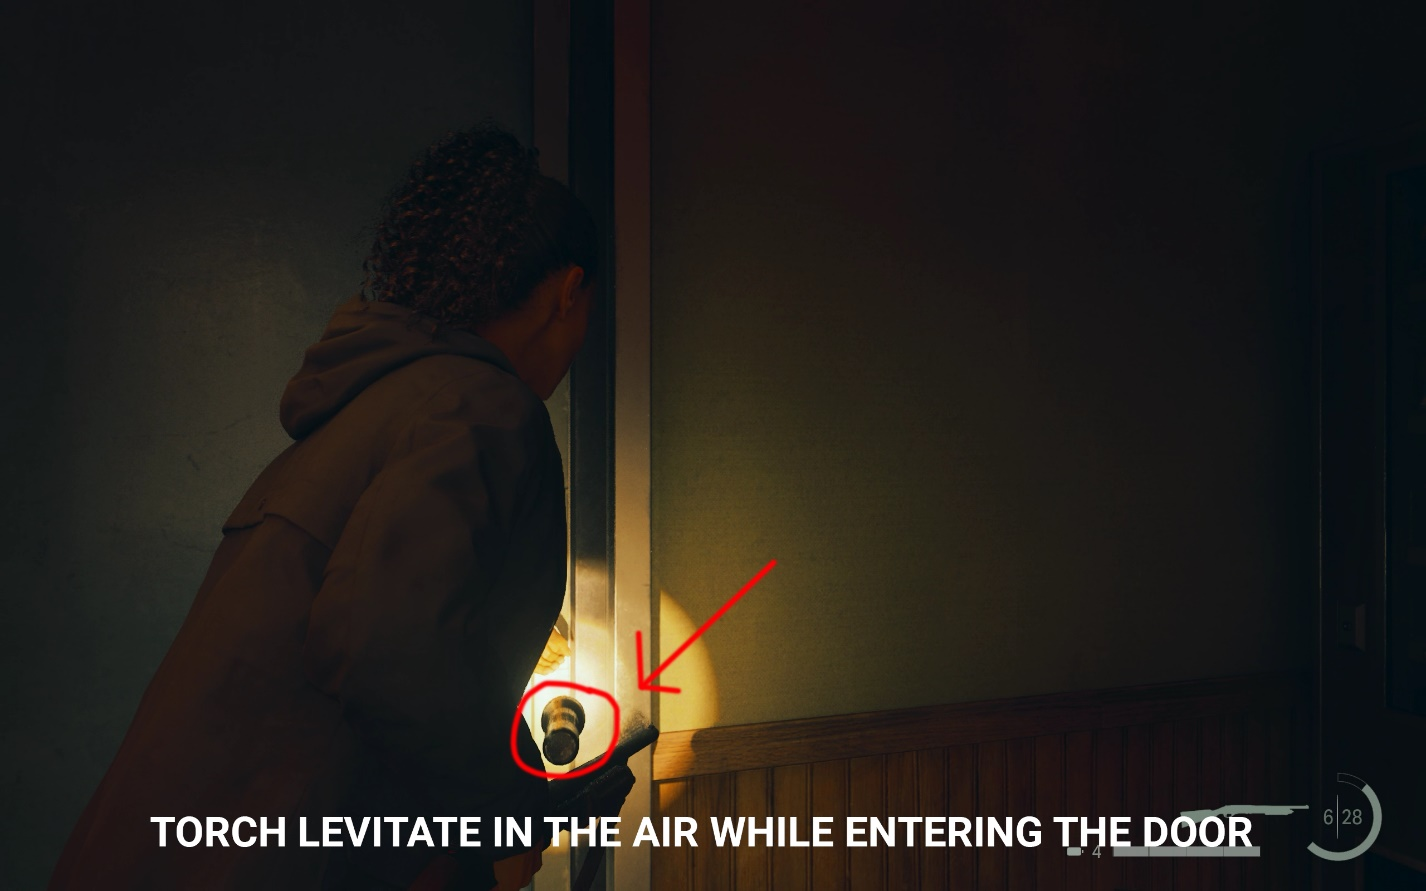 TORCH LEVITATE IN THE AIR WHILE ENTERING THE DOOR
6 28
4